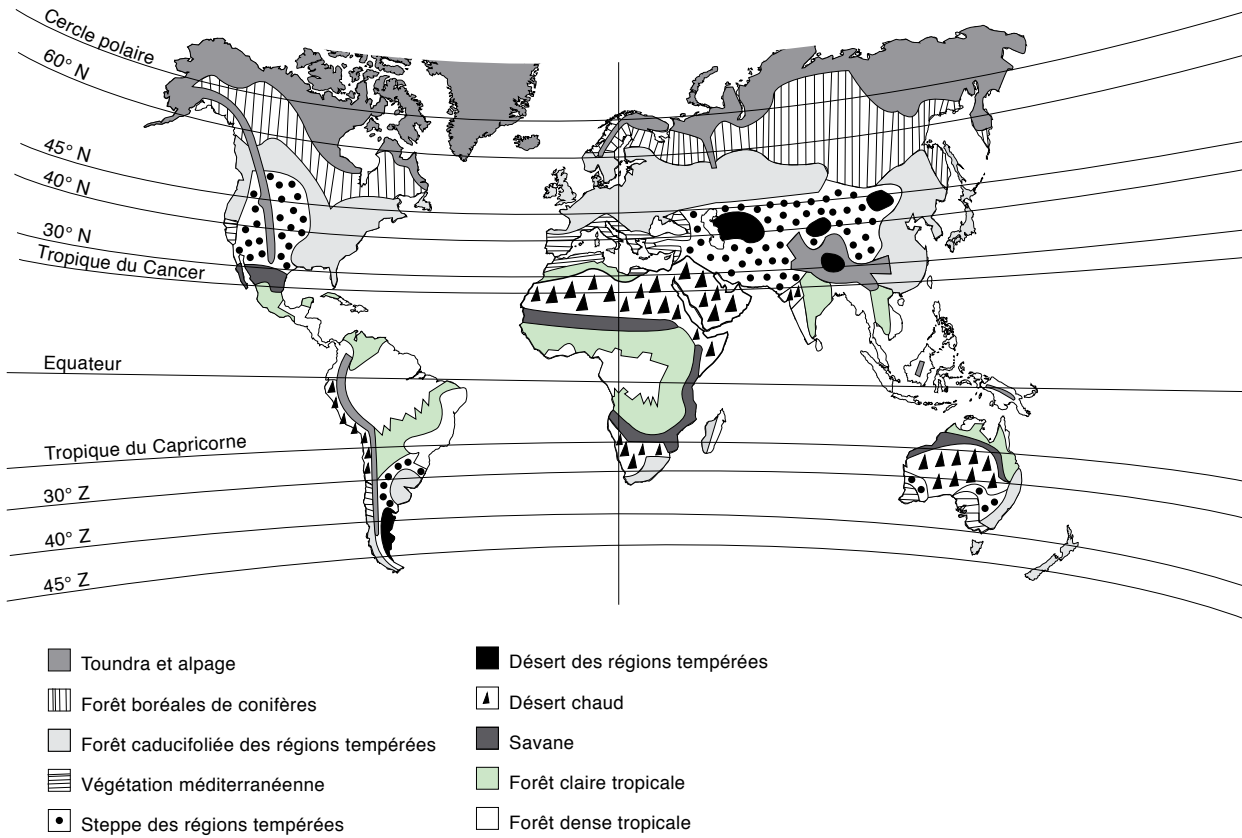 Cercle polaire
60° N
45° N
40° N
30° N
Tropique du Cancer
Equateur
Tropique du Capricorne
30° Z
40° Z
45° Z
Toundra et alpage
Forêt boréales de conifères
Forêt caducifoliée des régions tempérées
Végétation méditerranéenne
Steppe des régions tempérées
Désert des régions tempérées
Désert chaud
Savane
Forêt claire tropicale
Forêt dense tropicale